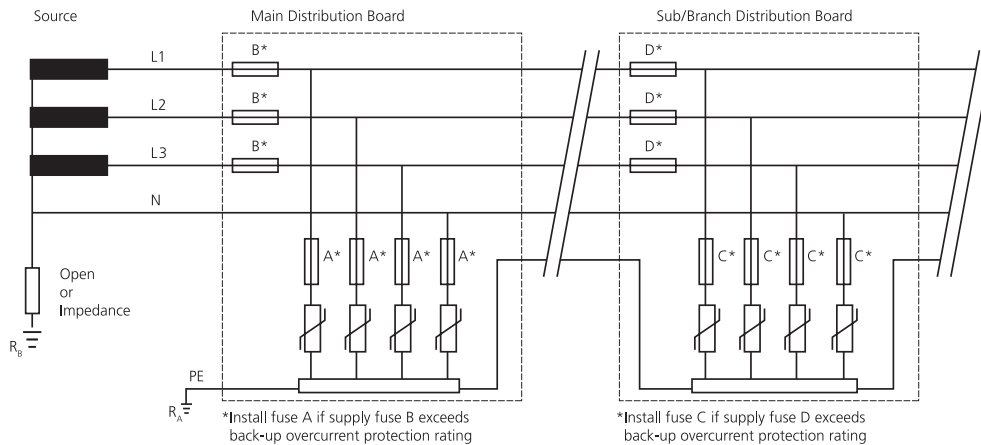 Source
Main Distribution Board
Sub/Branch Distribution Board
L1
B*
D*
L2
B*
D*
L3
B*
D*
N
A*
A*
A*
A*
C*
C*
C*
C*
Open
or
Impedance
RB
PE
RA
*Install fuse A if supply fuse B exceeds
back-up overcurrent protection rating
*Install fuse C if supply fuse D exceeds
back-up overcurrent protection rating